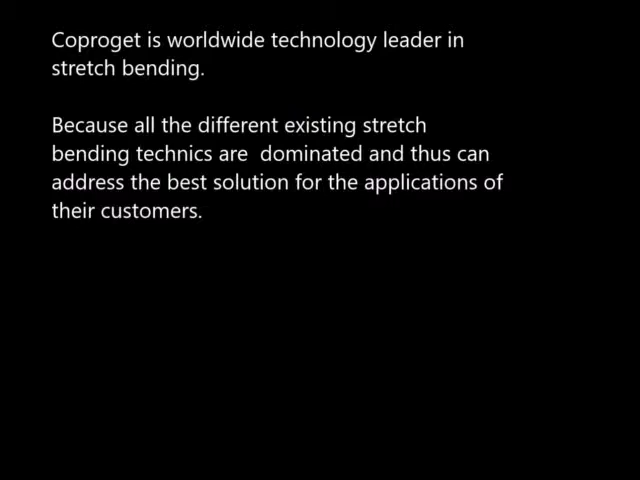 Coproget is worldwide technology leader in
stretch bending.
Because all the different existing stretch
bending technics are  dominated and thus can
address the best solution for the applications of
their customers.